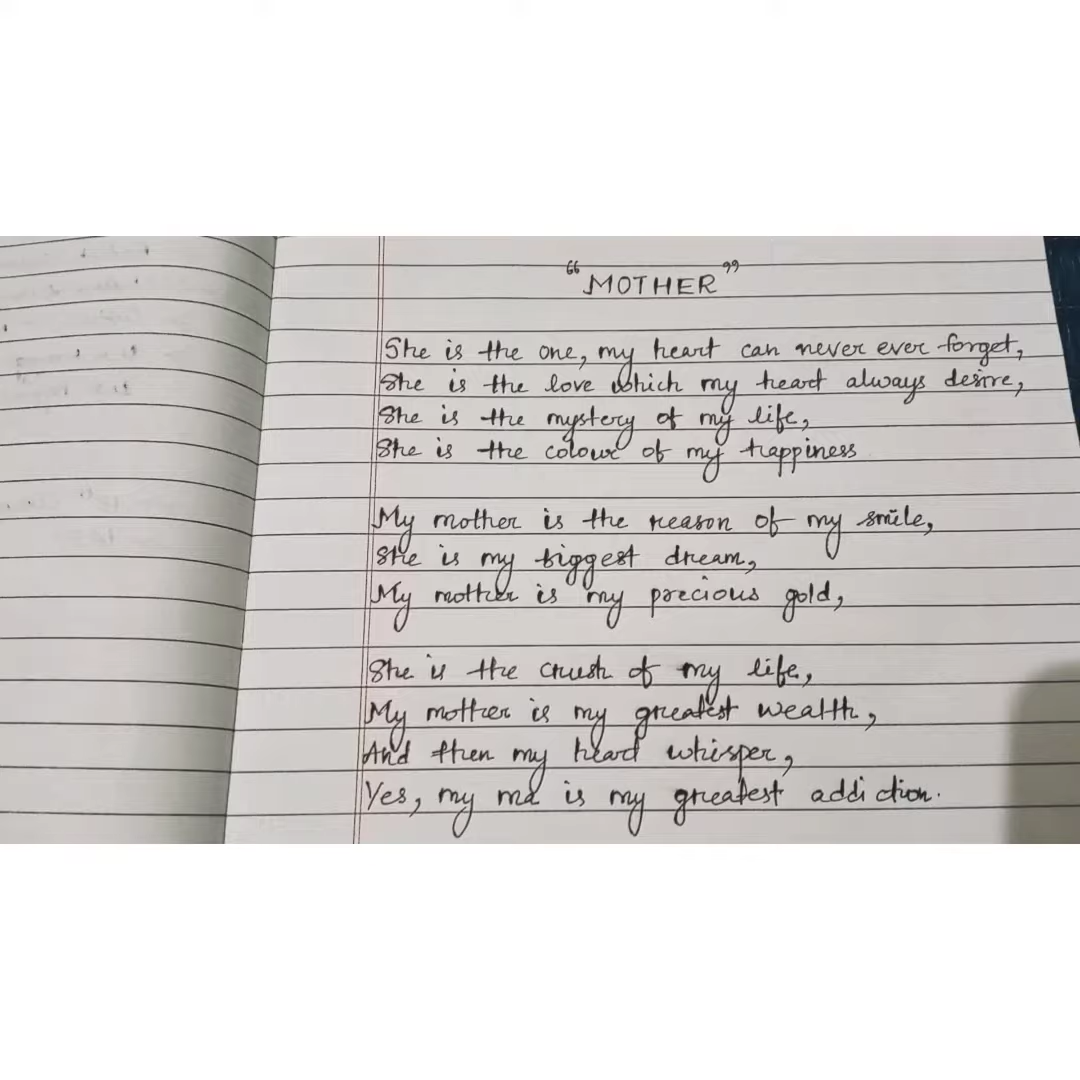 “MOTHER”
She is the one, my heart can never ever forget,
She is the love which my heart always desire,
She is the mystery of my life,
She is the colour of my happiness
My mother is the reason of my smile,
She is my biggest dream,
My mother is my precious gold,
She is the crush of my life,
My mother is my greatest wealth,
And then my heart whisper,
Yes, my ma is my greatest addiction.